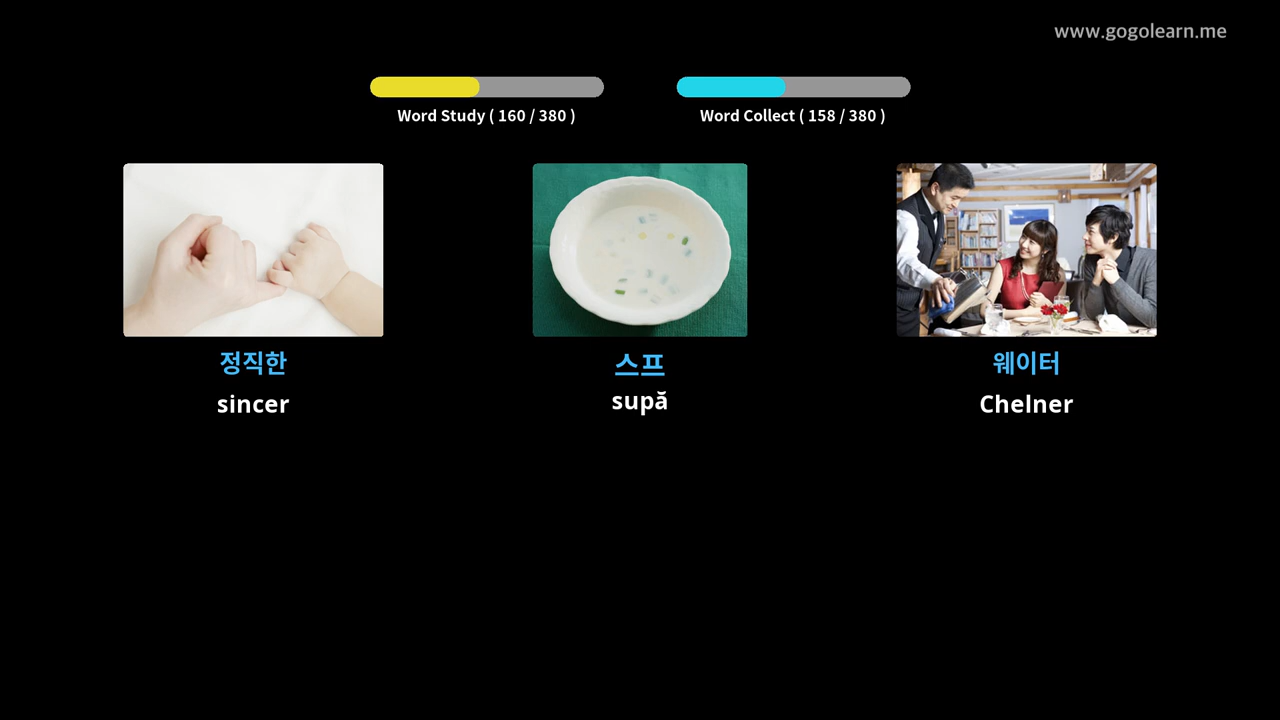 www.gogolearn.me
Word Study ( 160 / 380 )
Word Collect ( 158 / 380 )
정직한
스프
웨이터
sincer
supă
Chelner